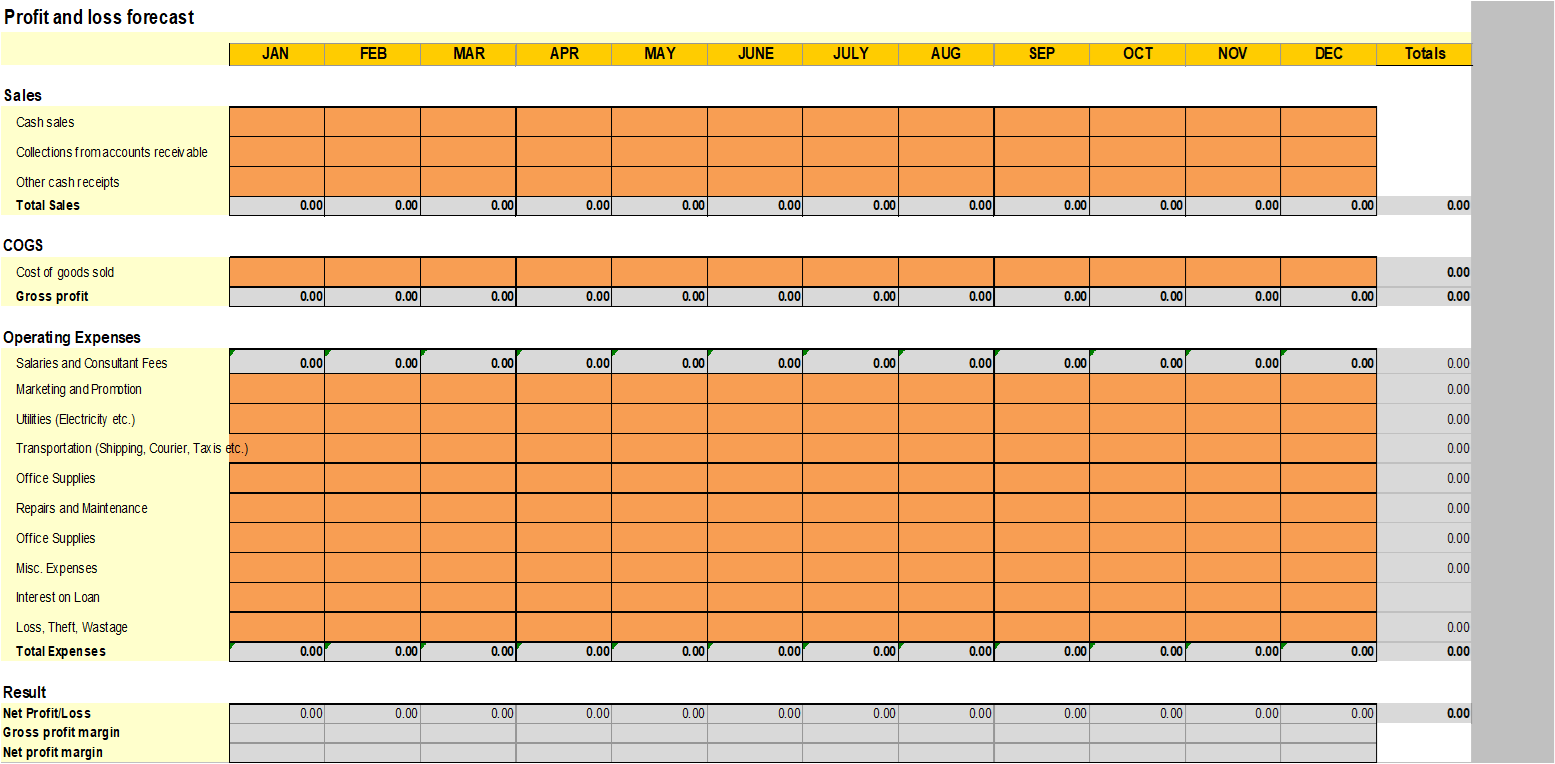 Profit and loss forecast
JAN FEB MAR APR MAY JUNE JULY AUG SEP OCT NOV DEC Totals
Sales
Cash sales
Collections from accounts receivable
Other cash receipts
Total Sales 0.00 0.00 0.00 0.00 0.00 0.00 0.00 0.00 0.00 0.00 0.00 0.00 0.00
COGS
Cost of goods sold 0.00
Gross profit 0.00 0.00 0.00 0.00 0.00 0.00 0.00 0.00 0.00 0.00 0.00 0.00 0.00
Operating Expenses
Salaries and Consultant Fees 0.00 0.00 0.00 0.00 0.00 0.00 0.00 0.00 0.00 0.00 0.00 0.00 0.00
Marketing and Promotion 0.00
Utilities (Electricity etc.) 0.00
Transportation (Shipping, Courier, Taxis etc.) 0.00
Office Supplies 0.00
Repairs and Maintenance 0.00
Office Supplies 0.00
Misc. Expenses 0.00
Interest on Loan
Loss, Theft, Wastage 0.00
Total Expenses 0.00 0.00 0.00 0.00 0.00 0.00 0.00 0.00 0.00 0.00 0.00 0.00 0.00
Result
Net Profit/Loss 0.00 0.00 0.00 0.00 0.00 0.00 0.00 0.00 0.00 0.00 0.00 0.00 0.00
Gross profit margin
Net profit margin